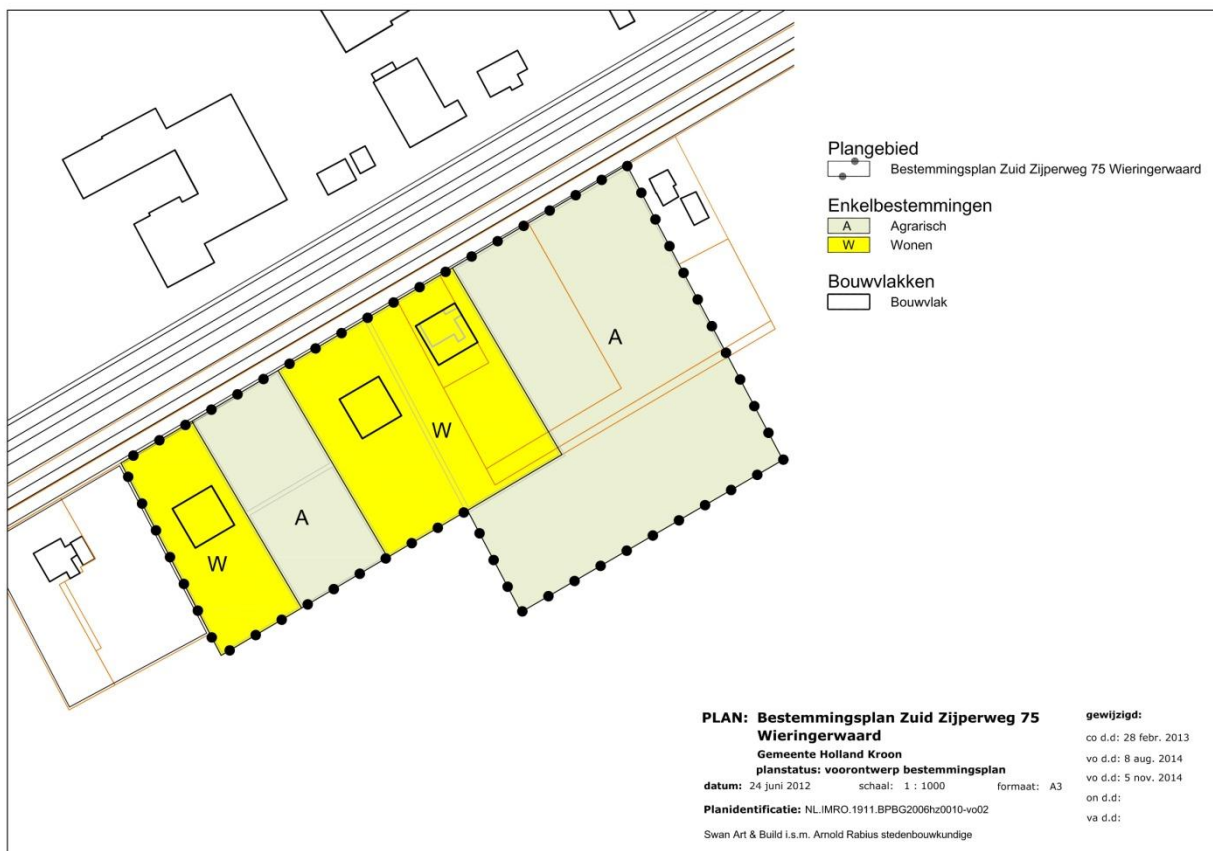 Plangebied
Bestemmingsplan Zuid Zijperweg 75 Wieringerwaard
Enkelbestemmingen
A Agrarisch
W Wonen
Bouwvlakken
Bouwvlak
A
W
A
W
PLAN: Bestemmingsplan Zuid Zijperweg 75
Wieringerwaard
Gemeente Holland Kroon
planstatus: voorontwerp bestemmingsplan
datum: 24 juni 2012 schaal: 1 : 1000 formaat: A3
Planidentificatie: NL.IMRO.1911.BPBG2006hz0010-vo02
Swan Art & Build i.s.m. Arnold Rabius stedenbouwkundige
gewijzigd:
co d.d: 28 febr. 2013
vo d.d: 8 aug. 2014
vo d.d: 5 nov. 2014
on d.d:
va d.d: